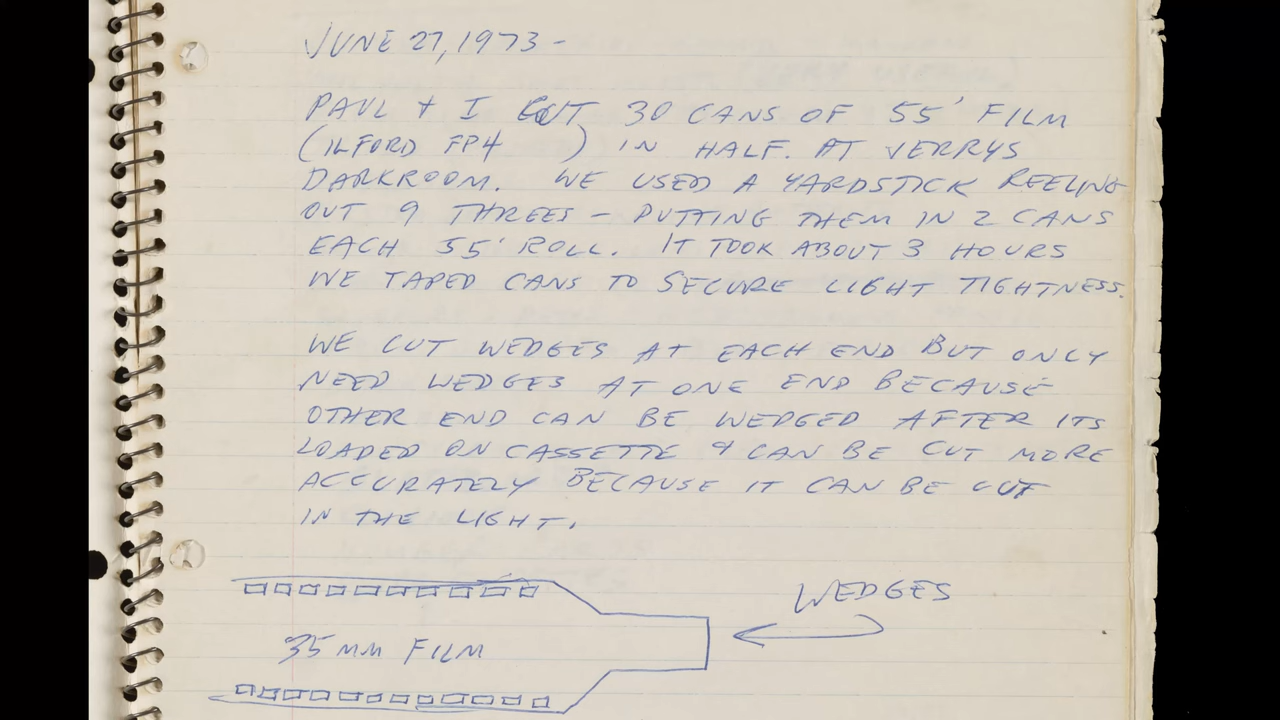 JUNE 27, 1973 -
PAUL + I CUT 30 CANS OF 55' FILM
(ILFORD FP4 ) IN HALF. AT JERRYS
DARKROOM. WE USED A YARDSTICK REELING
OUT 9 THREES - PUTTING THEM IN 2 CANS
EACH 55' ROLL. IT TOOK ABOUT 3 HOURS
WE TAPED CANS TO SECURE LIGHT TIGHTNESS.
WE CUT WEDGES AT EACH END BUT ONLY
NEED WEDGES AT ONE END BECAUSE
OTHER END CAN BE WEDGED AFTER ITS
LOADED ON CASSETTE & CAN BE CUT MORE
ACCURATELY BECAUSE IT CAN BE CUT
IN THE LIGHT.
WEDGES
35 MM FILM